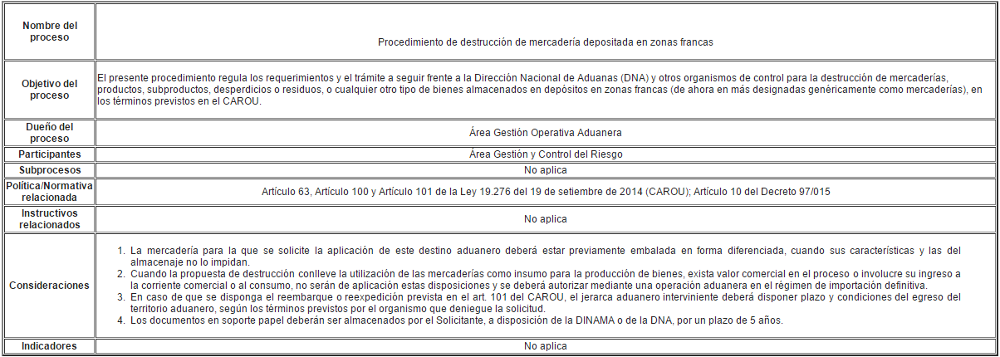 Nombre del
proceso
Procedimiento de destrucción de mercadería depositada en zonas francas
Objetivo del
proceso
El presente procedimiento regula los requerimientos y el trámite a seguir frente a la Dirección Nacional de Aduanas (DNA) y otros organismos de control para la destrucción de mercaderías,
productos, subproductos, desperdicios o residuos, o cualquier otro tipo de bienes almacenados en depósitos en zonas francas (de ahora en más designadas genéricamente como mercaderías), en
los términos previstos en el CAROU.
Dueño del
proceso
Área Gestión Operativa Aduanera
Participantes
Área Gestión y Control del Riesgo
Subprocesos
No aplica
Política/Normativa
relacionada
Artículo 63, Artículo 100 y Artículo 101 de la Ley 19.276 del 19 de setiembre de 2014 (CAROU); Artículo 10 del Decreto 97/015
Instructivos
relacionados
No aplica
Consideraciones
1. La mercadería para la que se solicite la aplicación de este destino aduanero deberá estar previamente embalada en forma diferenciada, cuando sus características y las del
almacenaje no lo impidan.
2. Cuando la propuesta de destrucción conlleve la utilización de las mercaderías como insumo para la producción de bienes, exista valor comercial en el proceso o involucre su ingreso a
la corriente comercial o al consumo, no serán de aplicación estas disposiciones y se deberá autorizar mediante una operación aduanera en el régimen de importación definitiva.
3. En caso de que se disponga el reembarque o reexpedición prevista en el art. 101 del CAROU, el jerarca aduanero interviniente deberá disponer plazo y condiciones del egreso del
territorio aduanero, según los términos previstos por el organismo que deniegue la solicitud.
4. Los documentos en soporte papel deberán ser almacenados por el Solicitante, a disposición de la DINAMA o de la DNA, por un plazo de 5 años.
Indicadores
No aplica